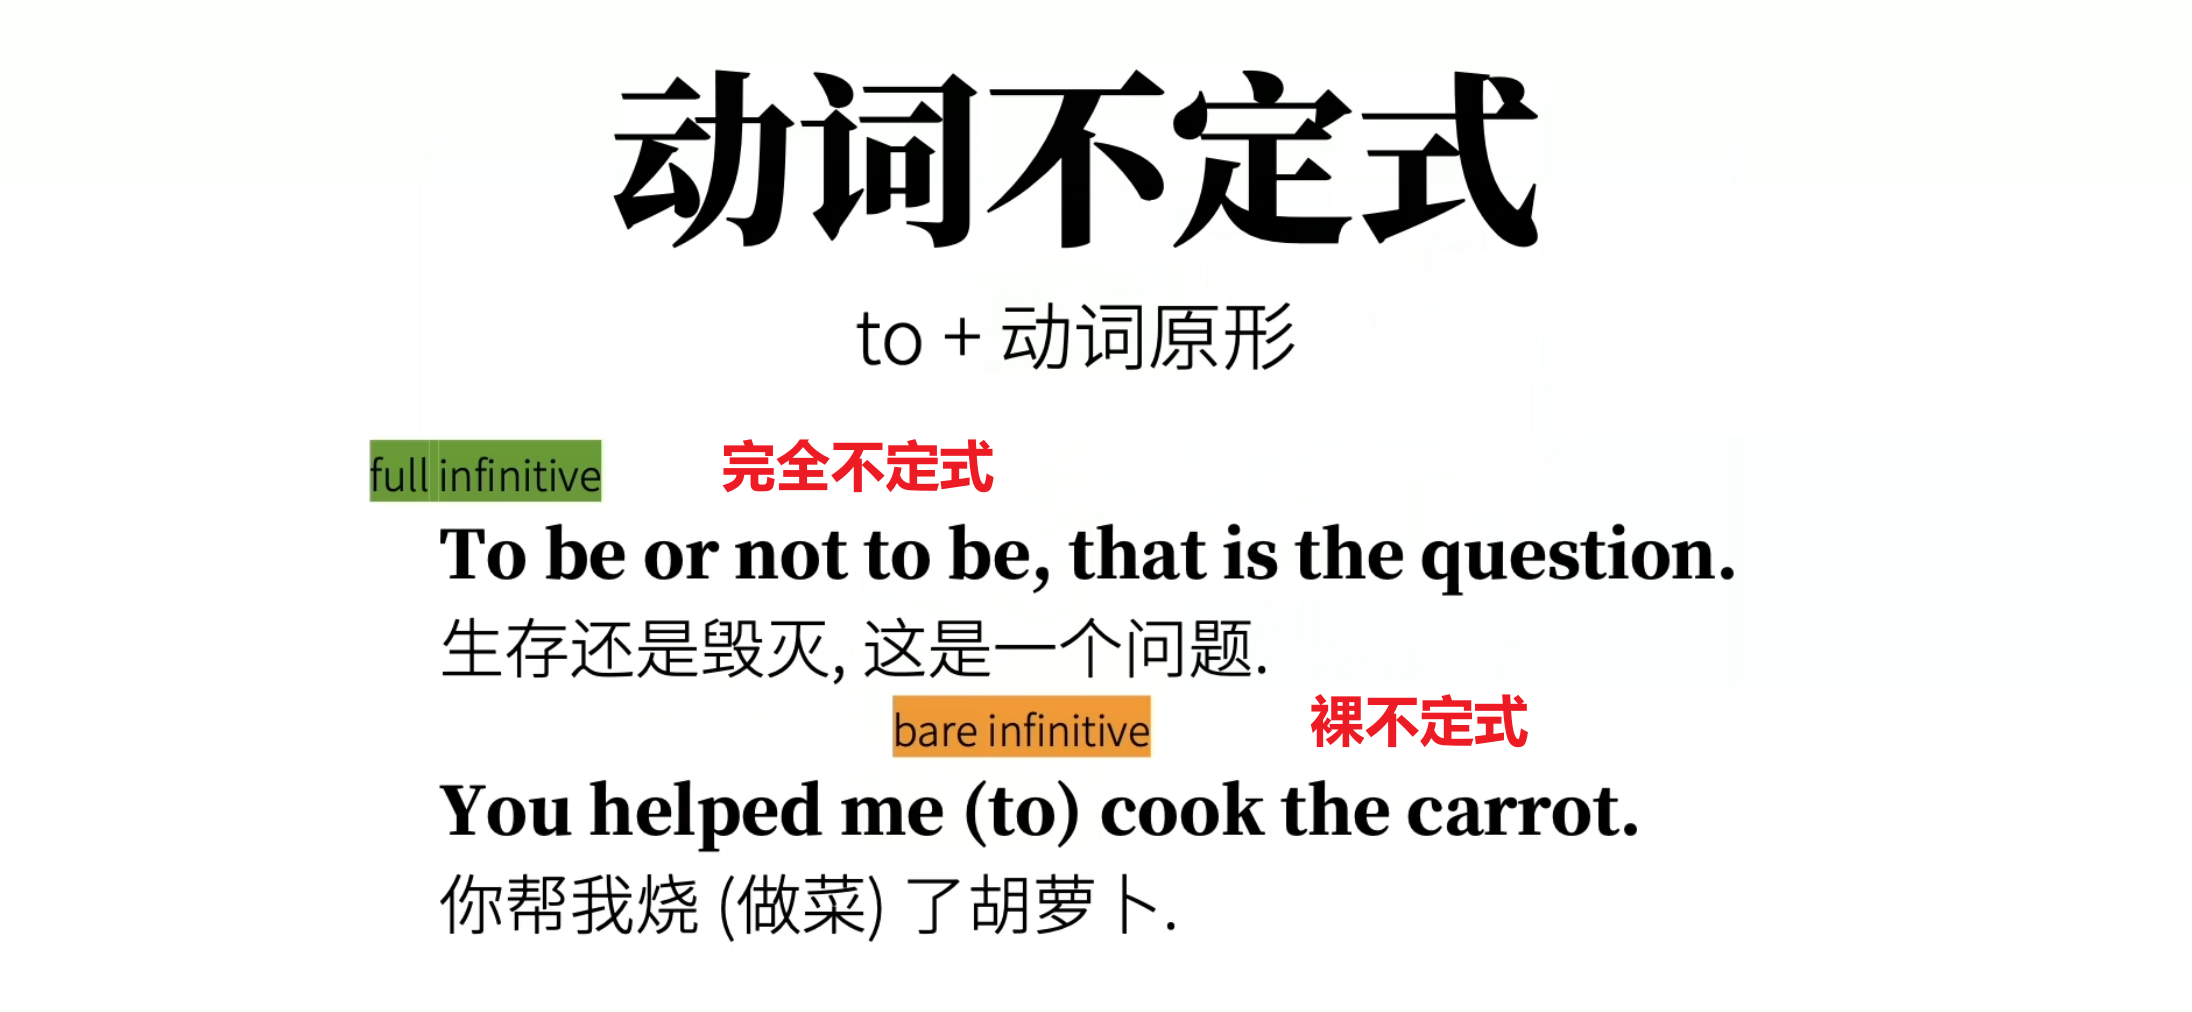 动词不定式
to + 动词原形
full infinitive 完全不定式
To be or not to be, that is the question.
生存还是毁灭, 这是一个问题.
bare infinitive 裸不定式
You helped me (to) cook the carrot.
你帮我烧 (做菜) 了胡萝卜.